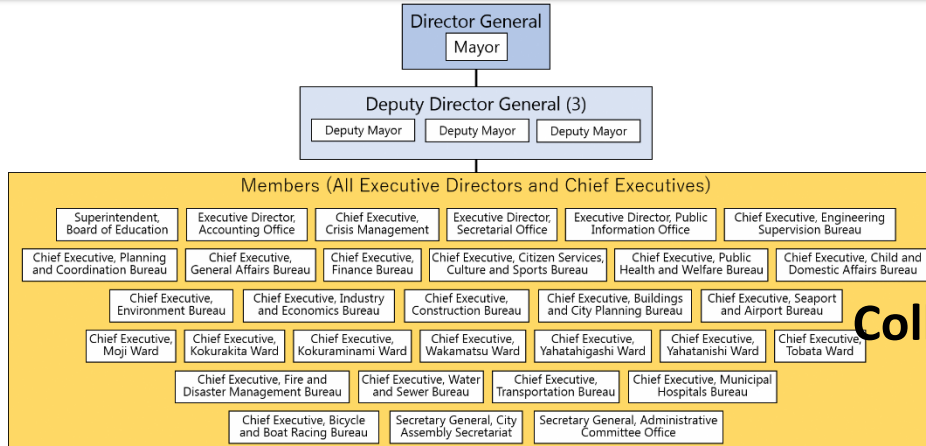 Director General
Mayor
Deputy Director General (3)
Deputy Mayor
Deputy Mayor
Deputy Mayor
Members (All Executive Directors and Chief Executives)
Superintendent,
Board of Education
Executive Director,
Accounting Office
Chief Executive,
Crisis Management
Executive Director,
Secretarial Office
Executive Director, Public
Information Office
Chief Executive, Engineering
Supervision Bureau
Chief Executive, Planning
and Coordination Bureau
Chief Executive,
General Affairs Bureau
Chief Executive,
Finance Bureau
Chief Executive, Citizen Services,
Culture and Sports Bureau
Chief Executive, Public
Health and Welfare Bureau
Chief Executive, Child and
Domestic Affairs Bureau
Chief Executive,
Environment Bureau
Chief Executive, Industry
and Economics Bureau
Chief Executive,
Construction Bureau
Chief Executive, Buildings
and City Planning Bureau
Chief Executive, Seaport
and Airport Bureau
Col
Chief Executive,
Moji Ward
Chief Executive,
Kokurakita Ward
Chief Executive,
Kokuraminami Ward
Chief Executive,
Wakamatsu Ward
Chief Executive,
Yahatahigashi Ward
Chief Executive,
Yahatanishi Ward
Chief Executive,
Tobata Ward
Chief Executive, Fire and
Disaster Management Bureau
Chief Executive, Water
and Sewer Bureau
Chief Executive,
Transportation Bureau
Chief Executive, Municipal
Hospitals Bureau
Chief Executive, Bicycle
and Boat Racing Bureau
Secretary General, City
Assembly Secretariat
Secretary General, Administrative
Committee Office